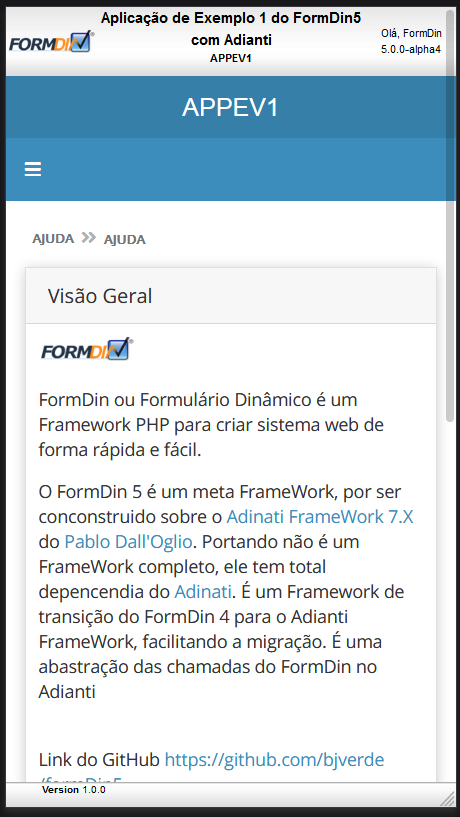 Aplicação de Exemplo 1 do FormDin5
com Adianti
APPEV1
FORMDIN®
Olá, FormDin
5.0.0-alpha4
APPEV1
AJUDA » AJUDA
Visão Geral
FORMDIN®
FormDin ou Formulário Dinâmico é um
Framework PHP para criar sistema web de
forma rápida e fácil.
O FormDin 5 é um meta FrameWork, por ser
conconstruido sobre o Adinati FrameWork 7.X
do Pablo Dall'Oglio. Portando não é um
FrameWork completo, ele tem total
depencendia do Adinati. É um Framework de
transição do FormDin 4 para o Adianti
FrameWork, facilitando a migração. É uma
abastração das chamadas do FormDin no
Adianti
Link do GitHub https://github.com/bjverde
/formDin5
Version 1.0.0